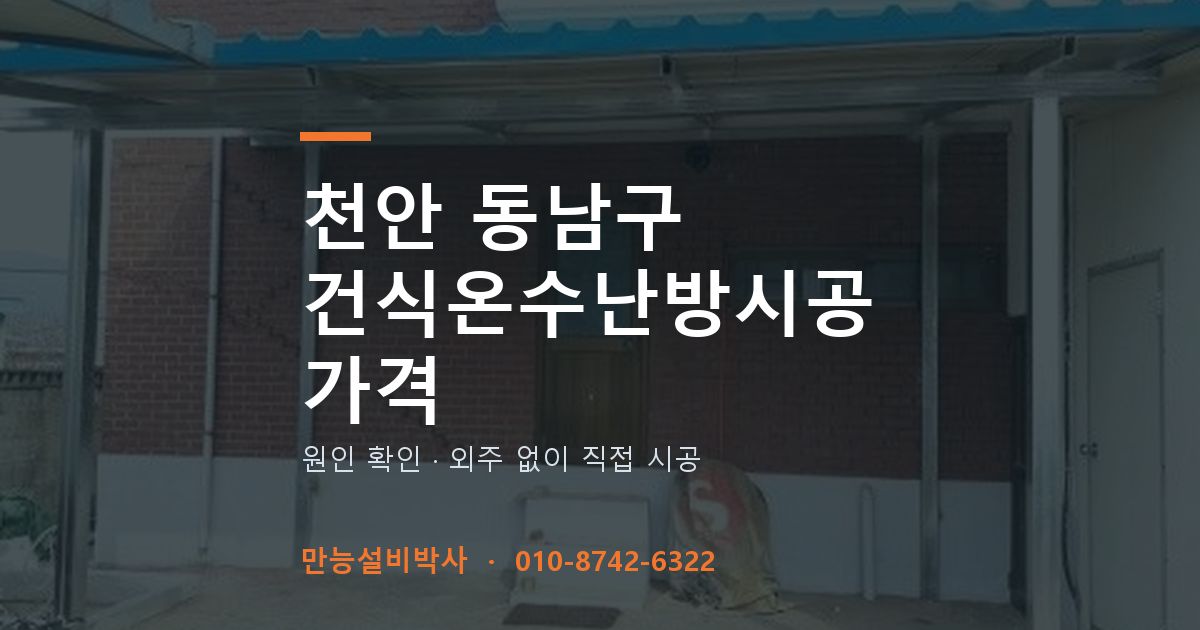 천안 동남구
건식온수난방시공
가격
원인 확인 · 외주 없이 직접 시공
만능설비박사 · 010-8742-6322
S